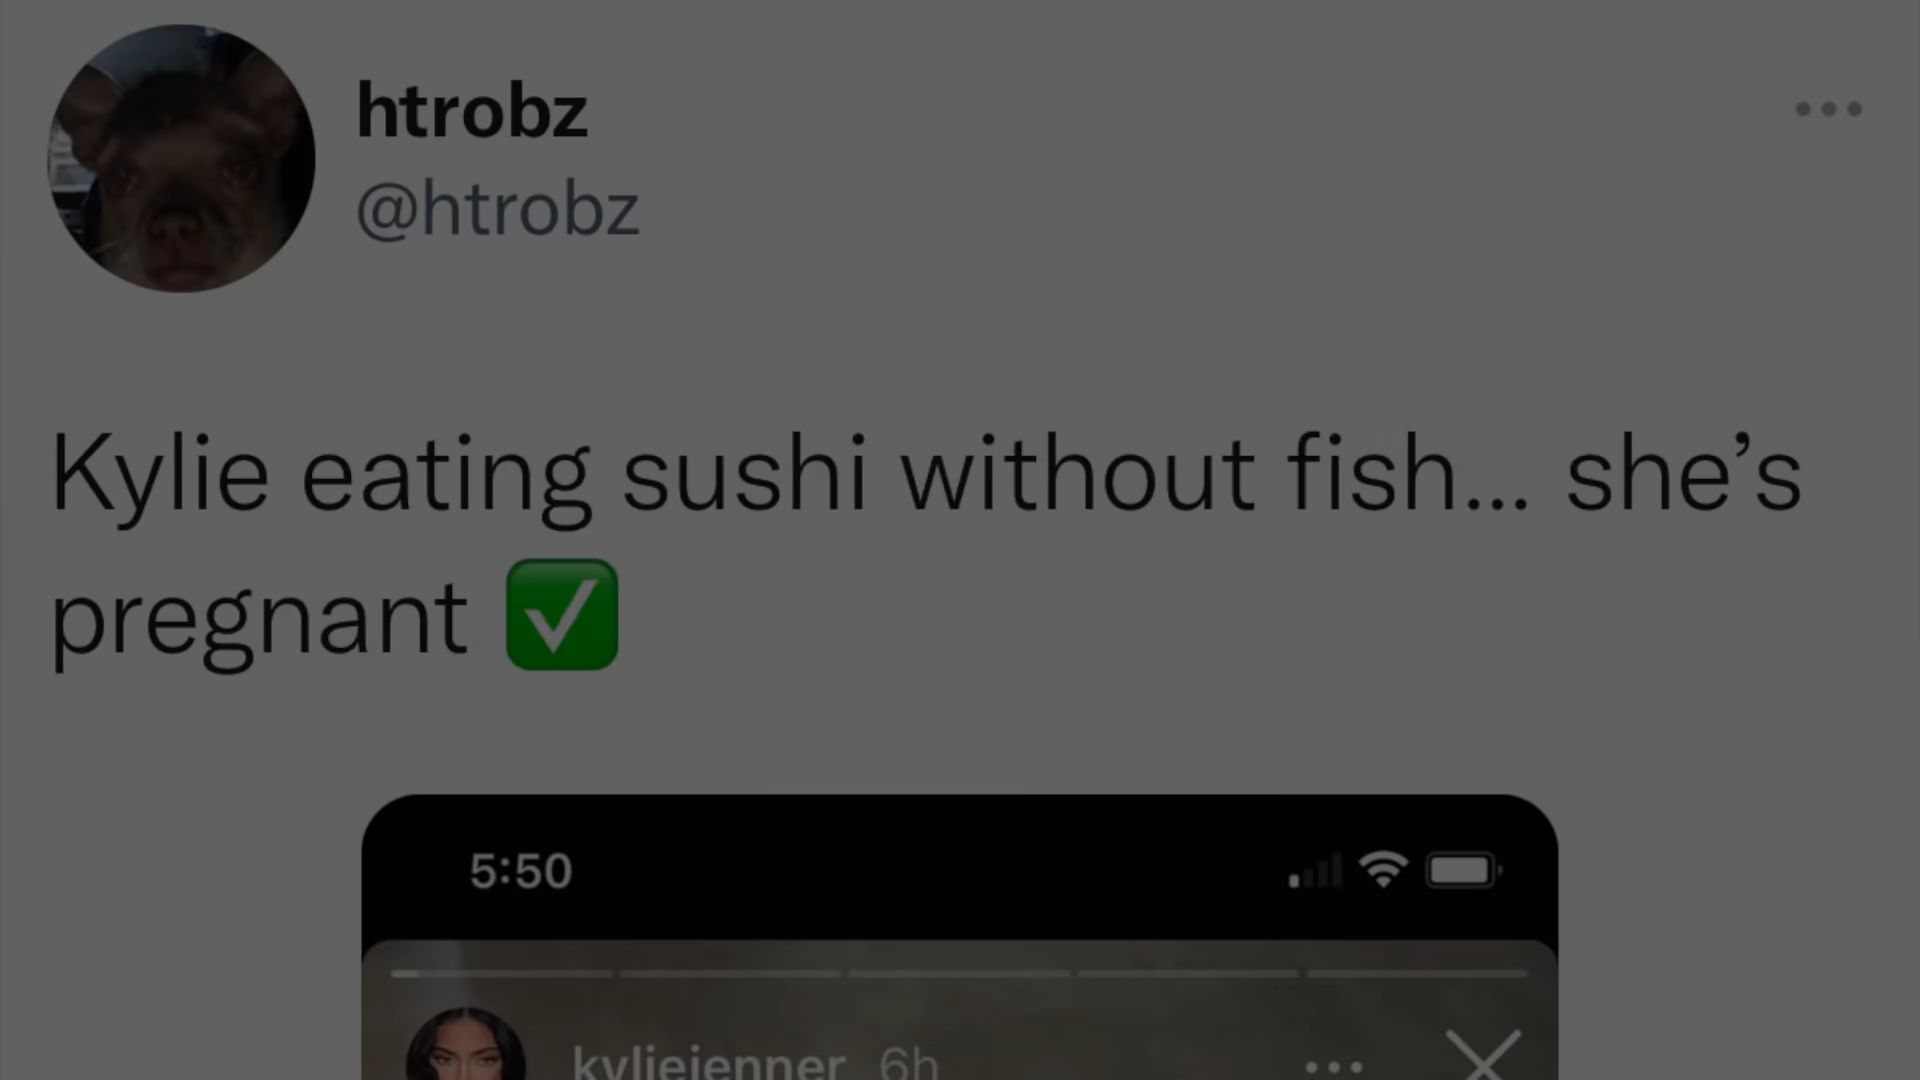 htrobz
@htrobz
Kylie eating sushi without fish... she’s
pregnant ✅
5:50
kyliejenner 6h